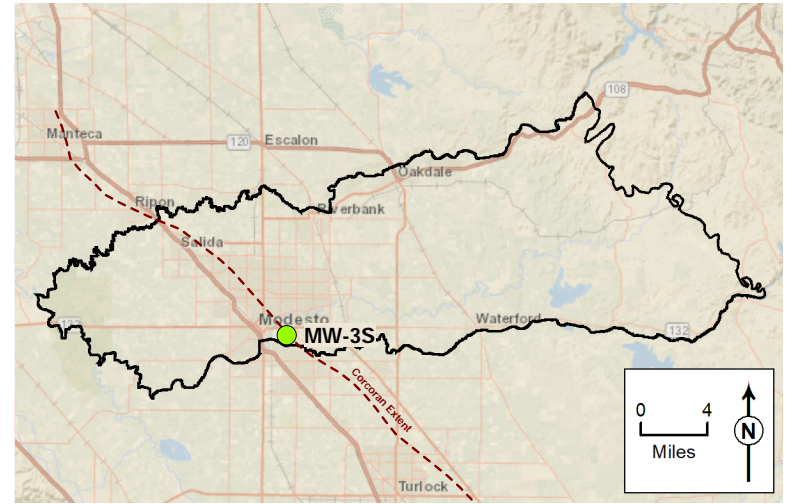 108
Manteca
120
Escalon
Oakdale
Ripon
Riverbank
Salida
Modesto
Waterford
132
132
MW-3S
Corcoran Extent
Turlock
0 4
Miles
N